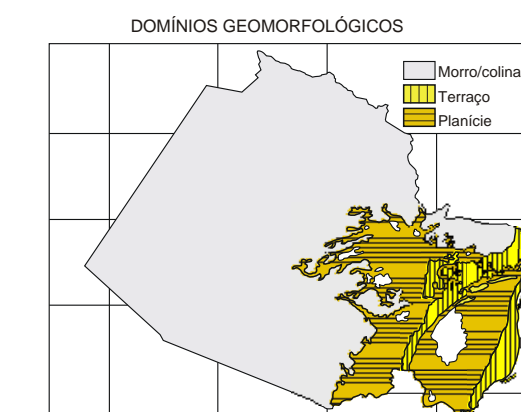 DOMÍNIOS GEOMORFOLÓGICOS
Morro/colina
Terraço
Planície